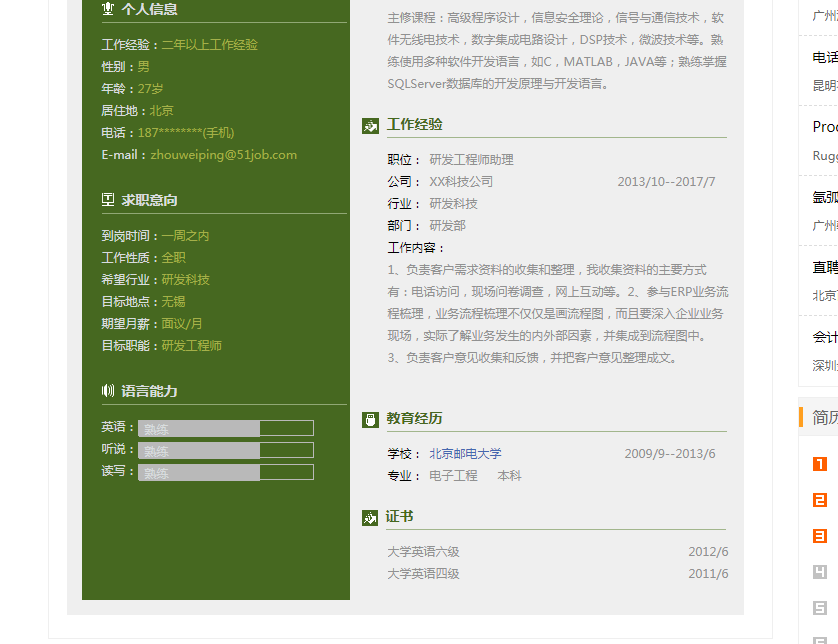 个人信息
工作经验：二年以上工作经验
性别：男
年龄：27岁
居住地：北京
电话：187********(手机)
E-mail：zhouweiping@51job.com
求职意向
到岗时间：一周之内
工作性质：全职
希望行业：研发科技
目标地点：无锡
期望月薪：面议/月
目标职能：研发工程师
语言能力
英语：熟练
听说：熟练
读写：熟练
主修课程：高级程序设计，信息安全理论，信号与通信技术，软
件无线电技术，数字集成电路设计，DSP技术，微波技术等。熟
练使用多种软件开发语言，如C，MATLAB，JAVA等；熟练掌握
SQLServer数据库的开发原理与开发语言。
工作经验
职位： 研发工程师助理
公司： XX科技公司 2013/10--2017/7
行业： 研发科技
部门： 研发部
工作内容：
1、负责客户需求资料的收集和整理，我收集资料的主要方式
有：电话访问，现场问卷调查，网上互动等。2、参与ERP业务流
程梳理，业务流程梳理不仅仅是画流程图，而且要深入企业业务
现场，实际了解业务发生的内外部因素，并集成到流程图中。
3、负责客户意见收集和反馈，并把客户意见整理成文。
教育经历
学校： 北京邮电大学 2009/9--2013/6
专业： 电子工程 本科
证书
大学英语六级 2012/6
大学英语四级 2011/6
广州
电话
昆明
Proc
Rugg
氩弧
广州
直聘
北京
会计
深圳
简历
1
2
3
4
5